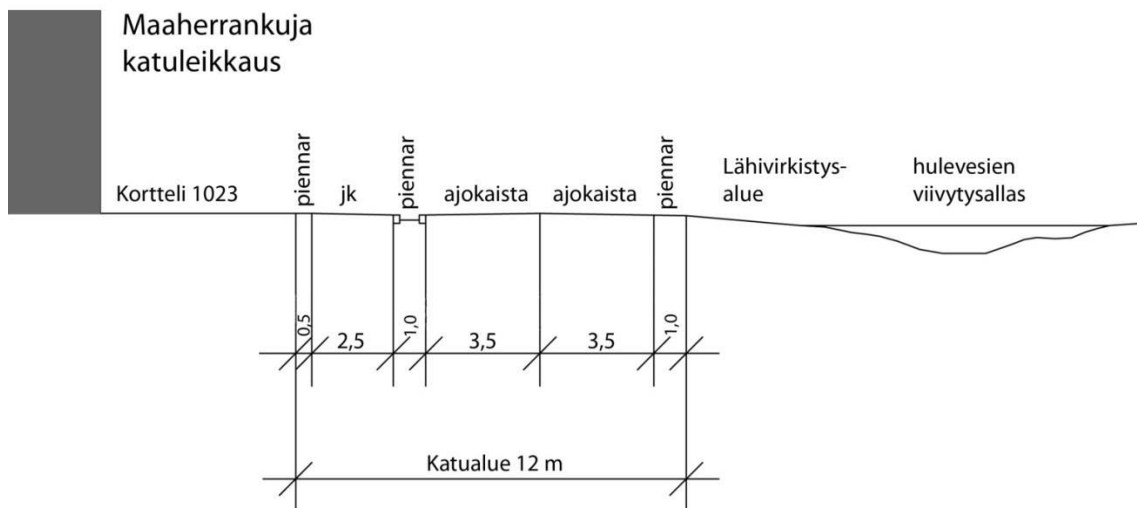 Maaherrankuja
katuleikkaus
Kortteli 1023
piennar
jk
piennar
ajokaista
ajokaista
piennar
Lähivirkistys-
alue
hulevesien
viivytysallas
0,5
2,5
1,0
3,5
3,5
1,0
Katualue 12 m